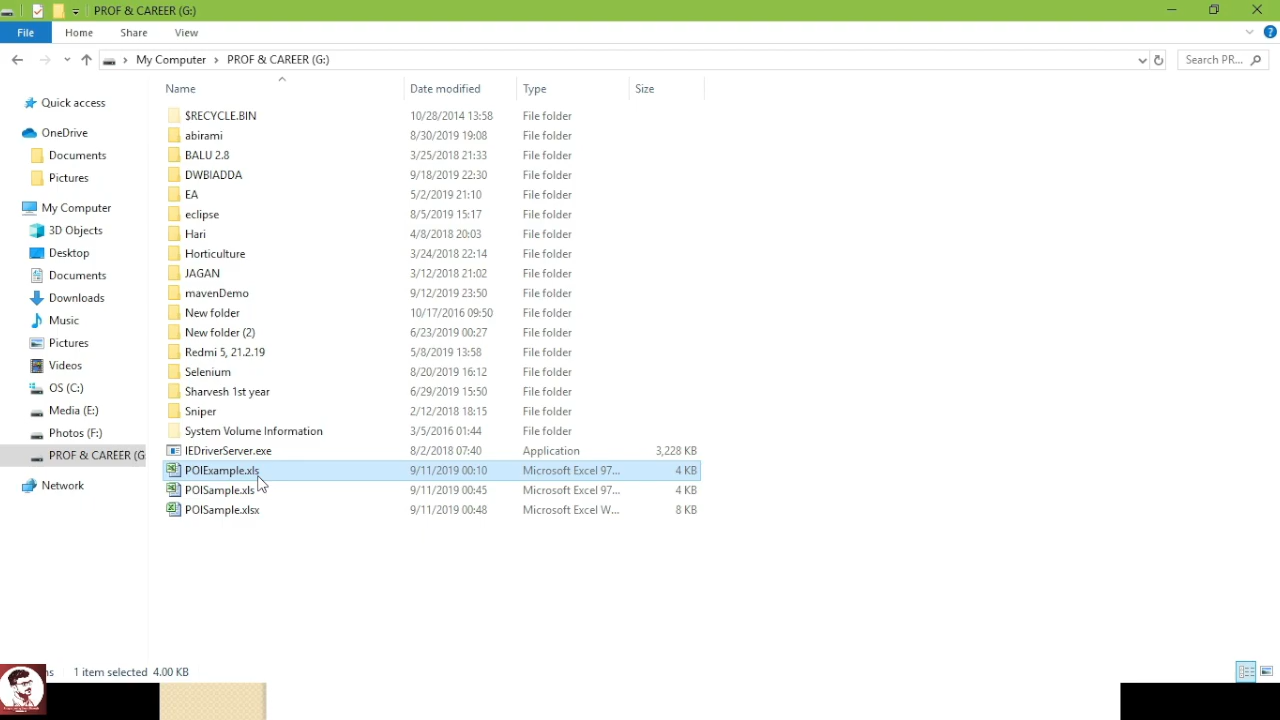 PROF & CAREER (G:)
File Home Share View
My Computer PROF & CAREER (G:) Search PR...
Name Date modified Type Size
Quick access
OneDrive
Documents
Pictures
My Computer
3D Objects
Desktop
Documents
Downloads
Music
Pictures
Videos
OS (C:)
Media (E:)
Photos (F:)
PROF & CAREER (G
Network
$RECYCLE.BIN 10/28/2014 13:58 File folder
abirami 8/30/2019 19:08 File folder
BALU 2.8 3/25/2018 21:33 File folder
DWBIADDA 9/18/2019 22:30 File folder
EA 5/2/2019 21:10 File folder
eclipse 8/5/2019 15:17 File folder
Hari 4/8/2018 20:03 File folder
Horticulture 3/24/2018 22:14 File folder
JAGAN 3/12/2018 21:02 File folder
mavenDemo 9/12/2019 23:50 File folder
New folder 10/17/2016 09:50 File folder
New folder (2) 6/23/2019 00:27 File folder
Redmi 5, 21.2.19 5/8/2019 13:58 File folder
Selenium 8/20/2019 16:12 File folder
Sharvesh 1st year 6/29/2019 15:50 File folder
Sniper 2/12/2018 18:15 File folder
System Volume Information 3/5/2016 01:44 File folder
IEDriverServer.exe 8/2/2018 07:40 Application 3,228 KB
POIExample.xls 9/11/2019 00:10 Microsoft Excel 97... 4 KB
POISample.xls 9/11/2019 00:45 Microsoft Excel 97... 4 KB
POISample.xlsx 9/11/2019 00:48 Microsoft Excel W... 8 KB
1 item selected 4.00 KB